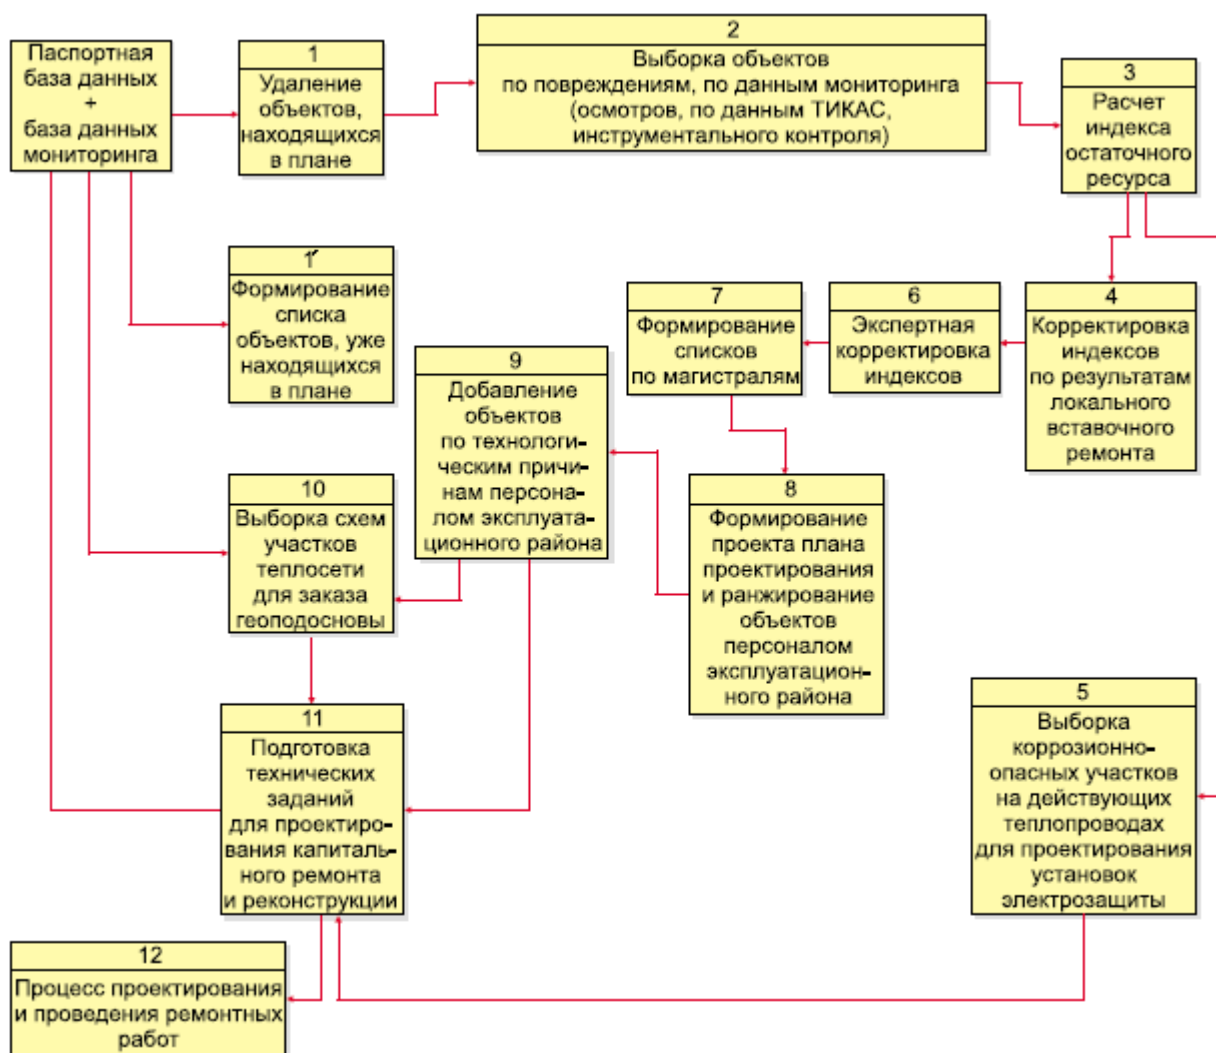 Паспортная
база данных
+
база данных
мониторинга
1
Удаление
объектов,
находящихся
в плане
2
Выборка объектов
по повреждениям, по данным мониторинга
(осмотров, по данным ТИКАС,
инструментального контроля)
3
Расчет
индекса
остаточного
ресурса
1′
Формирование
списка
объектов, уже
находящихся
в плане
4
Корректировка
индексов
по результатам
локального
вставочного
ремонта
6
Экспертная
корректировка
индексов
7
Формирование
списков
по магистралям
8
Формирование
проекта плана
проектирования
и ранжирование
объектов
персоналом
эксплуатацион-
ного района
9
Добавление
объектов
по технологи-
ческим причи-
нам персона-
лом эксплуата-
ционного района
10
Выборка схем
участков
теплосети
для заказа
геоподосновы
5
Выборка
коррозионно-
опасных участков
на действующих
теплопроводах
для проектирования
установок
электрозащиты
11
Подготовка
технических
заданий
для проектиро-
вания капиталь-
ного ремонта
и реконструкции
12
Процесс проектирования
и проведения ремонтных
работ